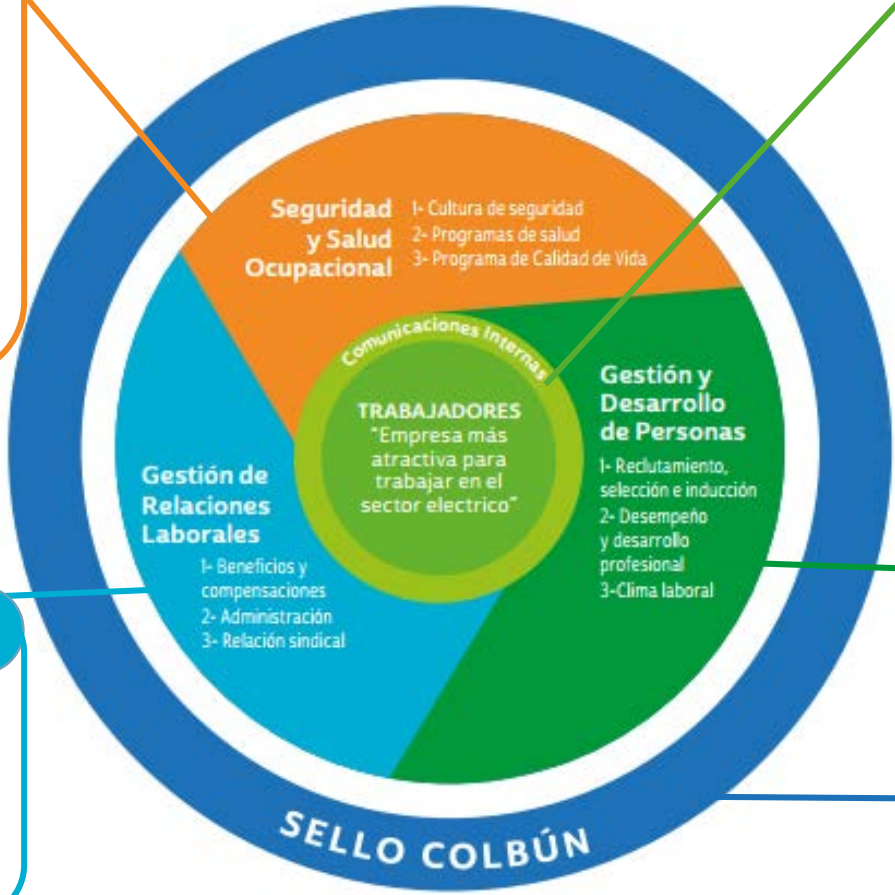 Seguridad
y Salud
Ocupacional
1- Cultura de seguridad
2- Programas de salud
3- Programa de Calidad de Vida
Comunicaciones Internas
TRABAJADORES
"Empresa más
atractiva para
trabajar en el
sector electrico"
Gestión y
Desarrollo
de Personas
1- Reclutamiento,
selección e inducción
2- Desempeño
y desarrollo
profesional
3-Clima laboral
Gestión de
Relaciones
Laborales
1- Beneficios y
compensaciones
2- Administración
3- Relación sindical
SELLO COLBÚN